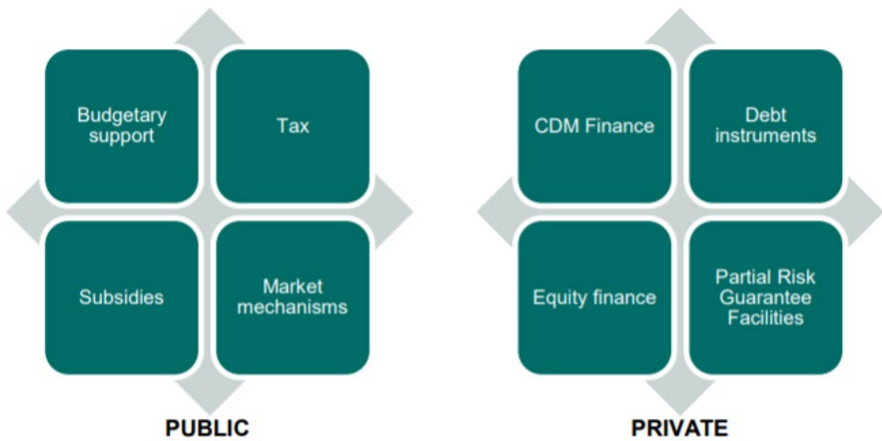 Budgetary
support
Tax
Subsidies
Market
mechanisms
PUBLIC
CDM Finance
Debt
instruments
Equity finance
Partial Risk
Guarantee
Facilities
PRIVATE